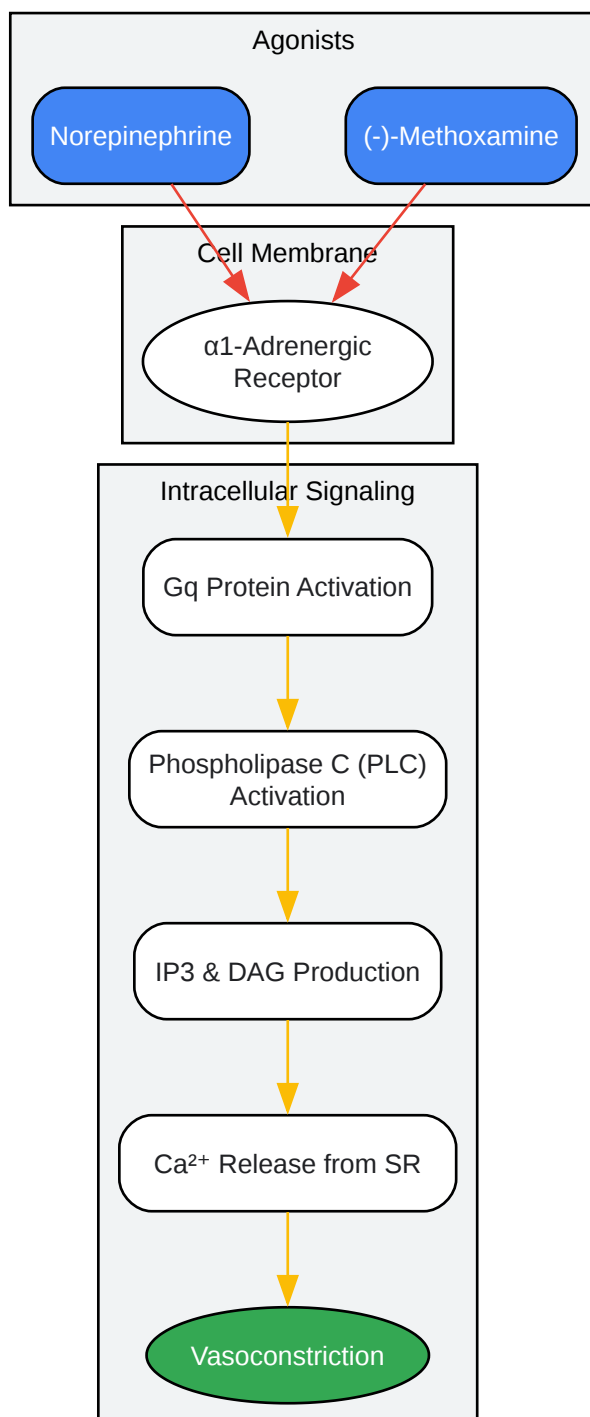 Agonists
Norepinephrine
(-)-Methoxamine
Cell Membrane
α1-Adrenergic
Receptor
Intracellular Signaling
Gq Protein Activation
Phospholipase C (PLC)
Activation
IP3 & DAG Production
Ca²⁺ Release from SR
Vasoconstriction